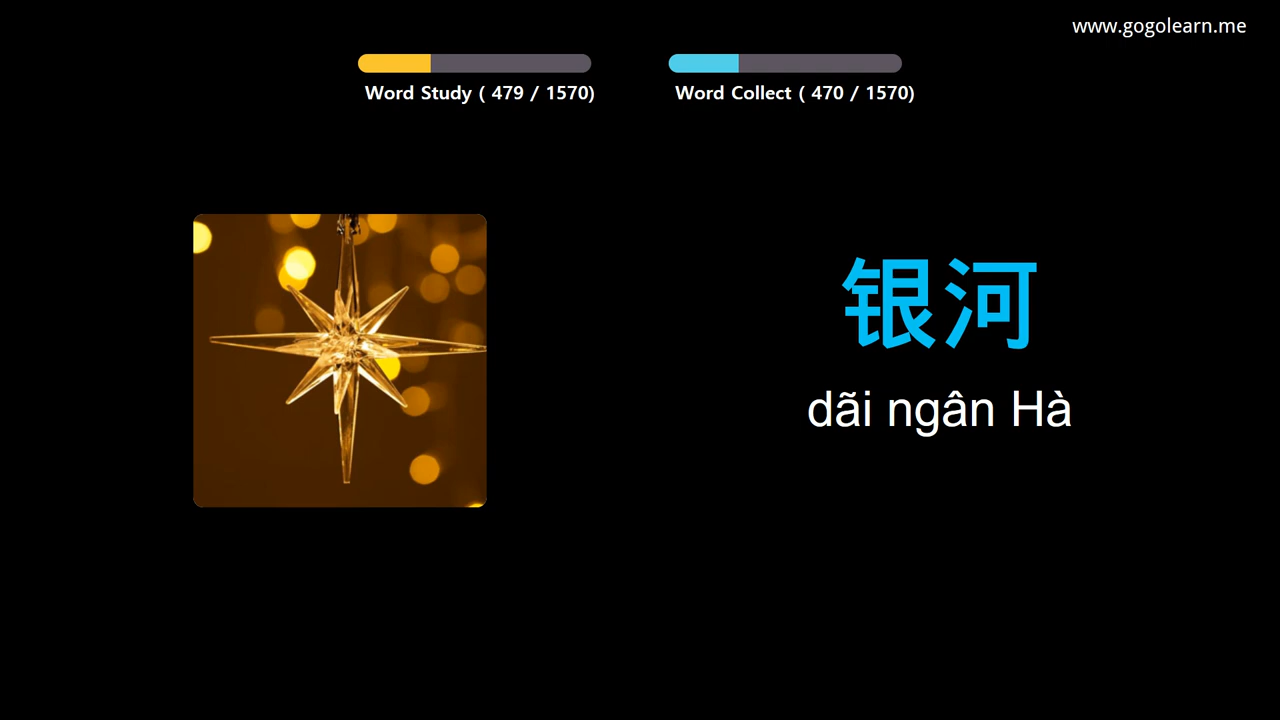 www.gogolearn.me
Word Study ( 479 / 1570)
Word Collect ( 470 / 1570)
银河
dãi ngân Hà